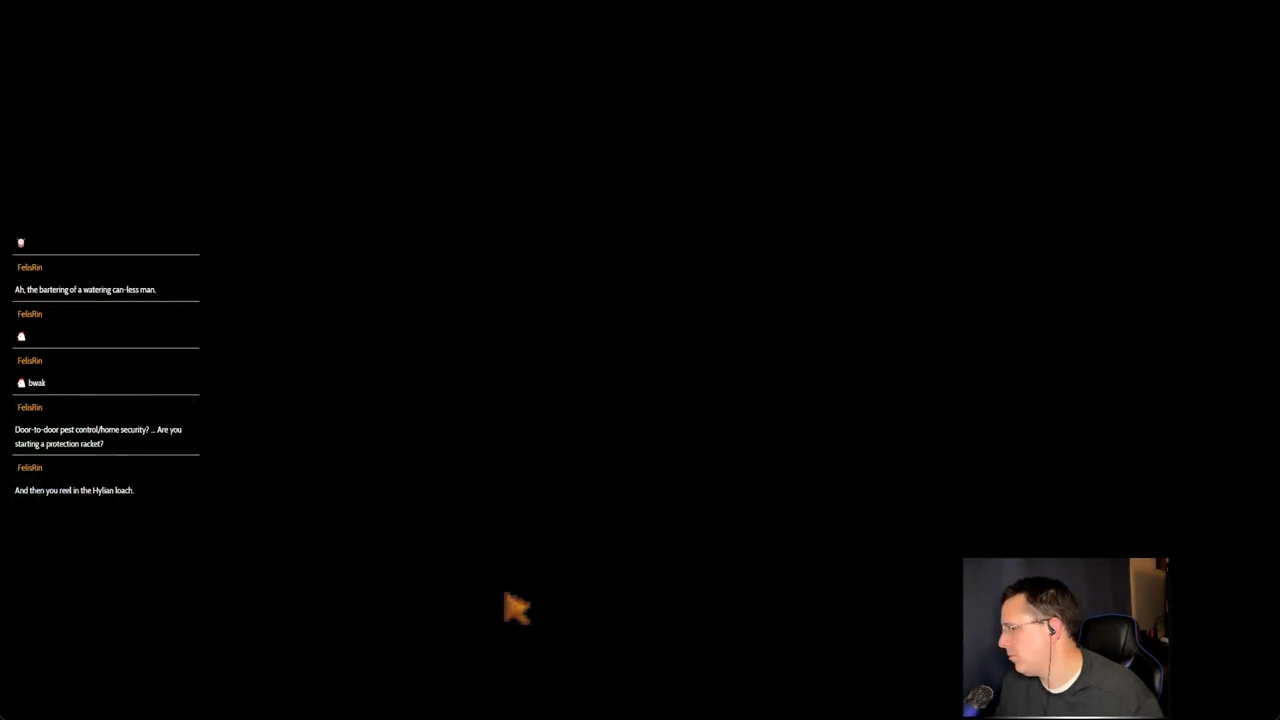 FelisRin
Ah, the bartering of a watering can-less man.
FelisRin
FelisRin
bwak
FelisRin
Door-to-door pest control/home security? ... Are you
starting a protection racket?
FelisRin
And then you reel in the Hylian loach.